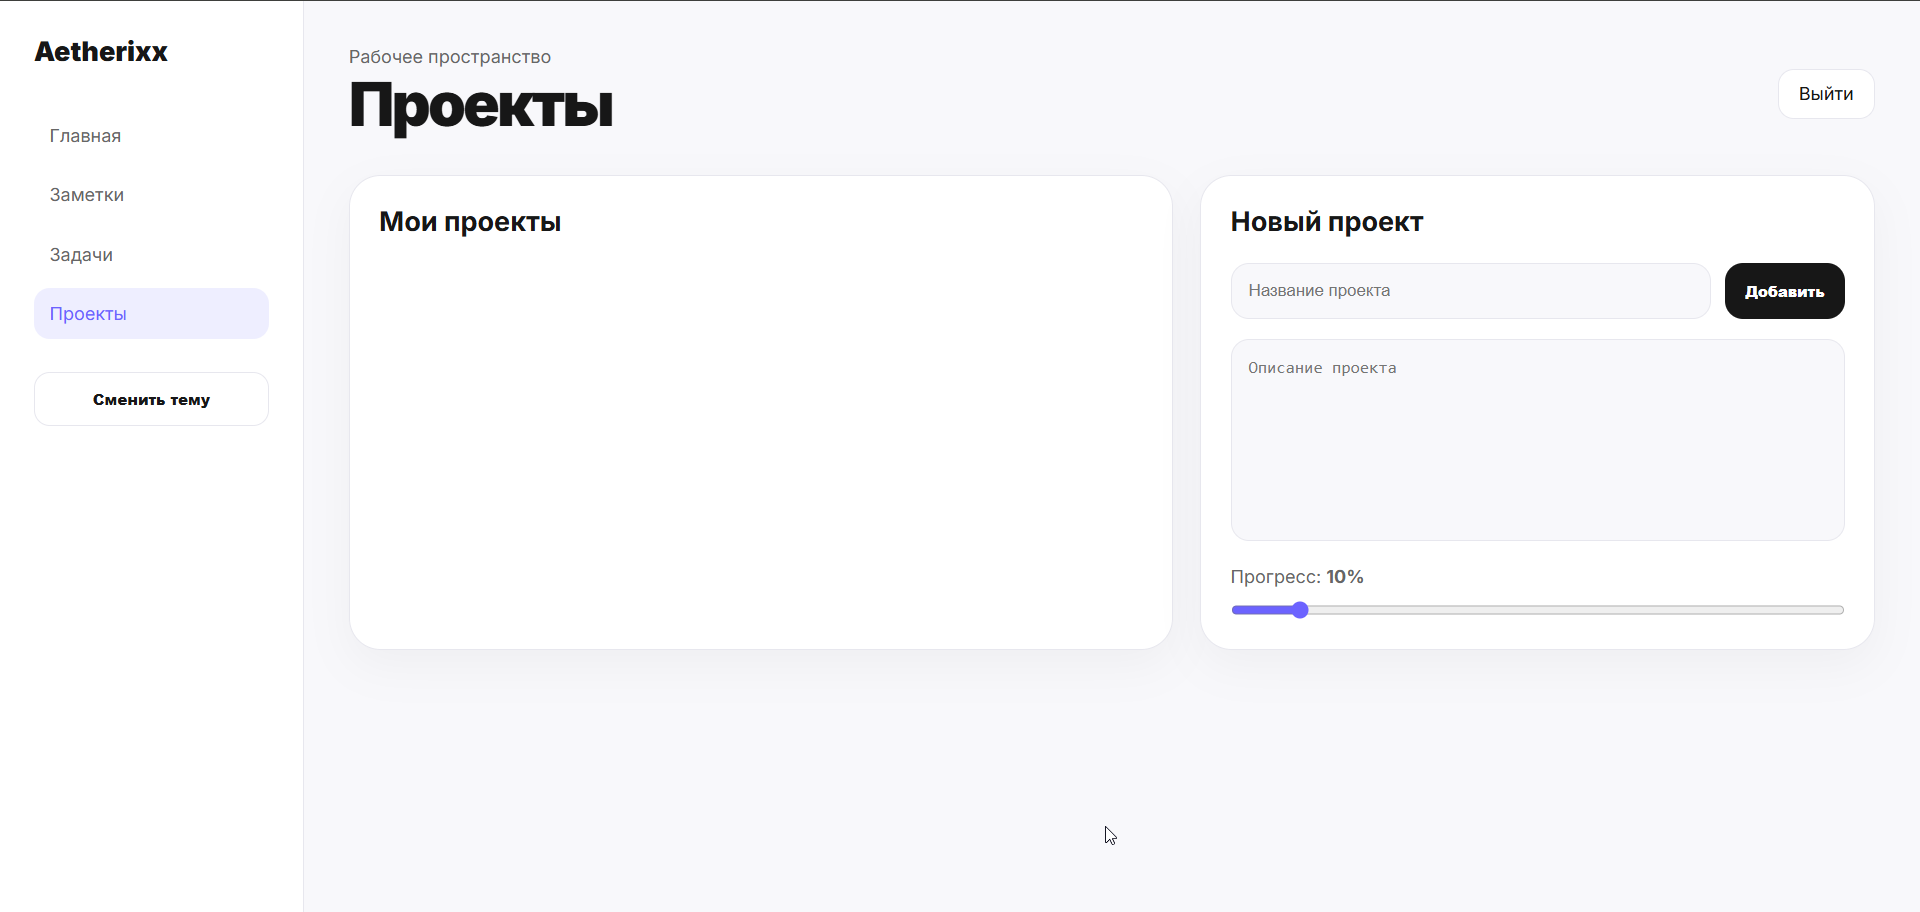 Aetherixx
Главная
Заметки
Задачи
Проекты
Сменить тему
Рабочее пространство
Проекты
Выйти
Мои проекты
Новый проект
Название проекта
Добавить
Описание проекта
Прогресс: 10%